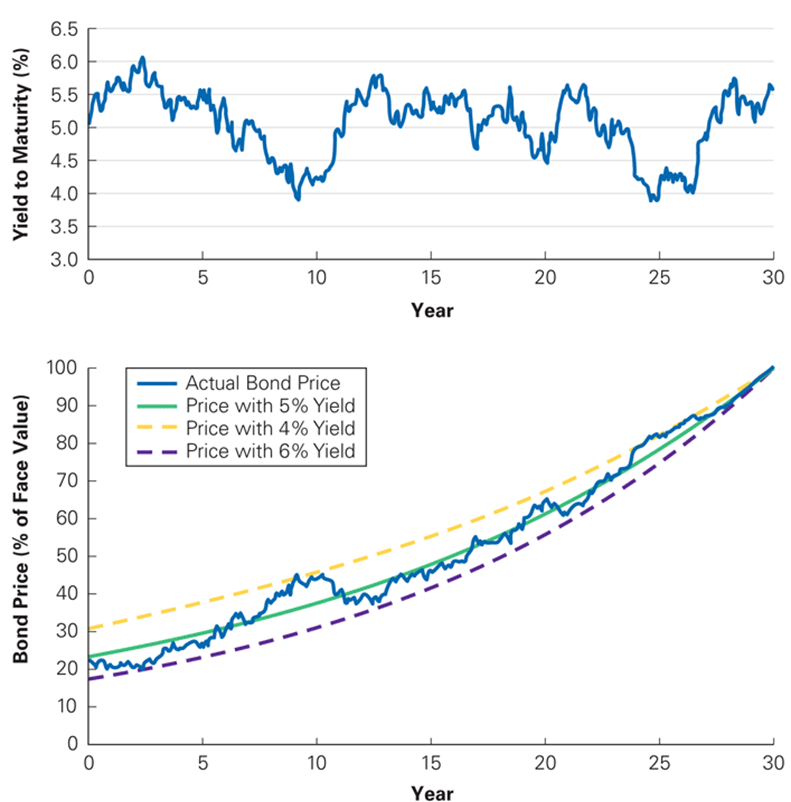 Yield to Maturity (%)
6.5
6.0
5.5
5.0
4.5
4.0
3.5
3.0
0 5 10 15 20 25 30
Year
Bond Price (% of Face Value)
100
90
80
70
60
50
40
30
20
10
0
Actual Bond Price
Price with 5% Yield
Price with 4% Yield
Price with 6% Yield
0 5 10 15 20 25 30
Year